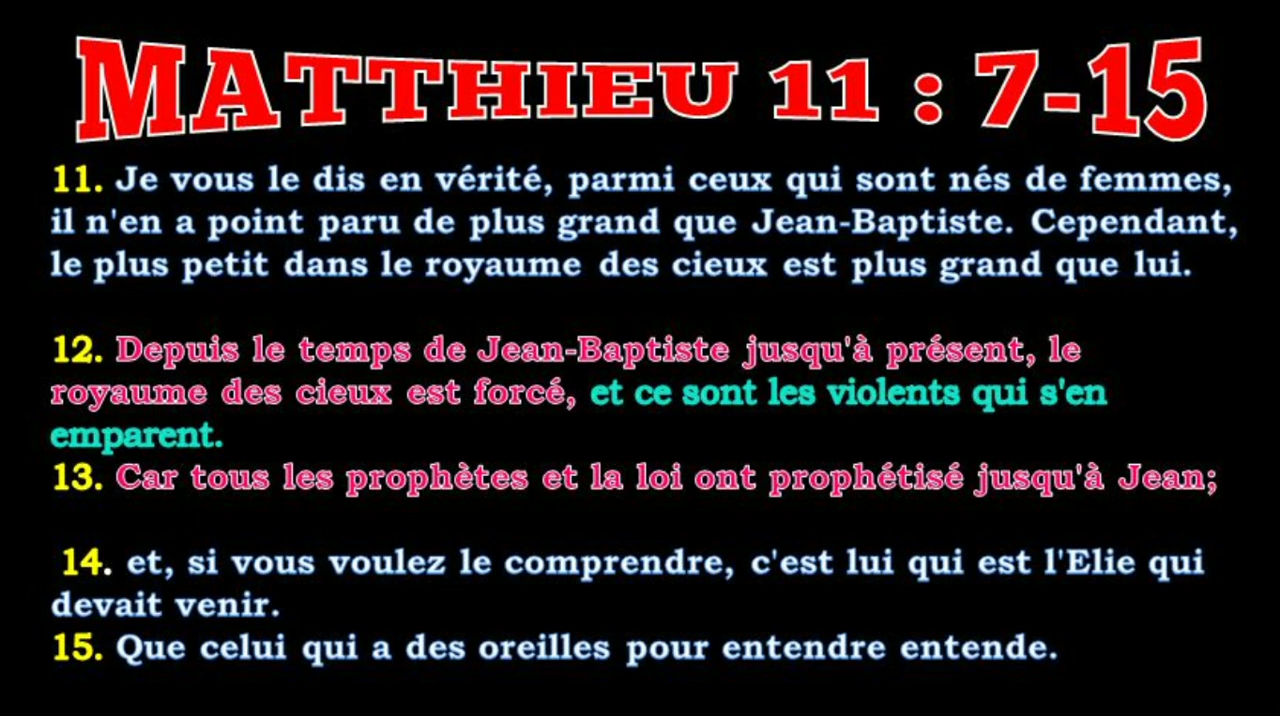 MATTHIEU 11 : 7-15
11. Je vous le dis en vérité, parmi ceux qui sont nés de femmes,
il n'en a point paru de plus grand que Jean-Baptiste. Cependant,
le plus petit dans le royaume des cieux est plus grand que lui.
12. Depuis le temps de Jean-Baptiste jusqu'à présent, le
royaume des cieux est forcé, et ce sont les violents qui s'en
emparent.
13. Car tous les prophètes et la loi ont prophétisé jusqu'à Jean;
14. et, si vous voulez le comprendre, c'est lui qui est l'Elie qui
devait venir.
15. Que celui qui a des oreilles pour entendre entende.